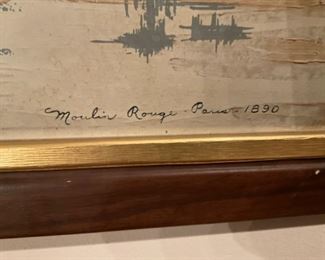 Moulin Rouge - Paris - 1890